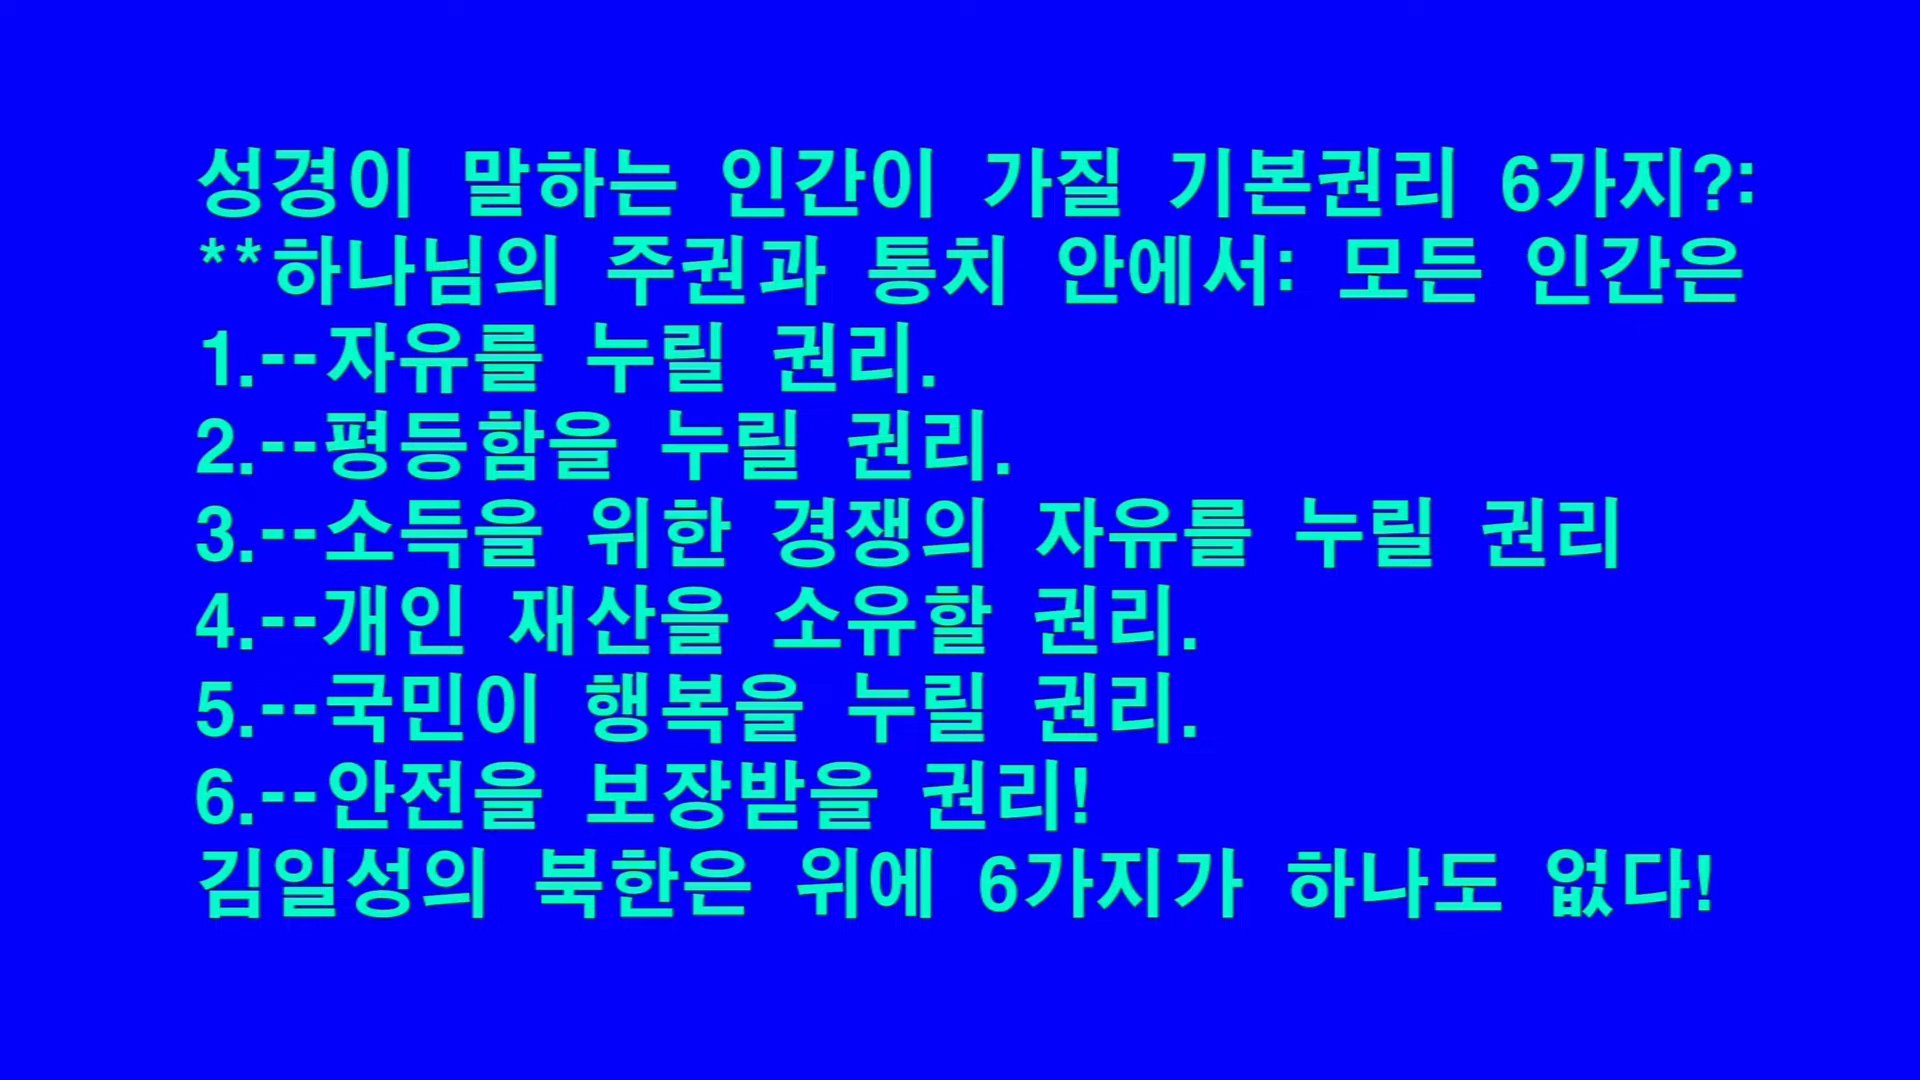 성경이 말하는 인간이 가질 기본권리 6가지?:
**하나님의 주권과 통치 안에서: 모든 인간은
1.--자유를 누릴 권리.
2.--평등함을 누릴 권리.
3.--소득을 위한 경쟁의 자유를 누릴 권리
4.--개인 재산을 소유할 권리.
5.--국민이 행복을 누릴 권리.
6.--안전을 보장받을 권리!
김일성의 북한은 위에 6가지가 하나도 없다!